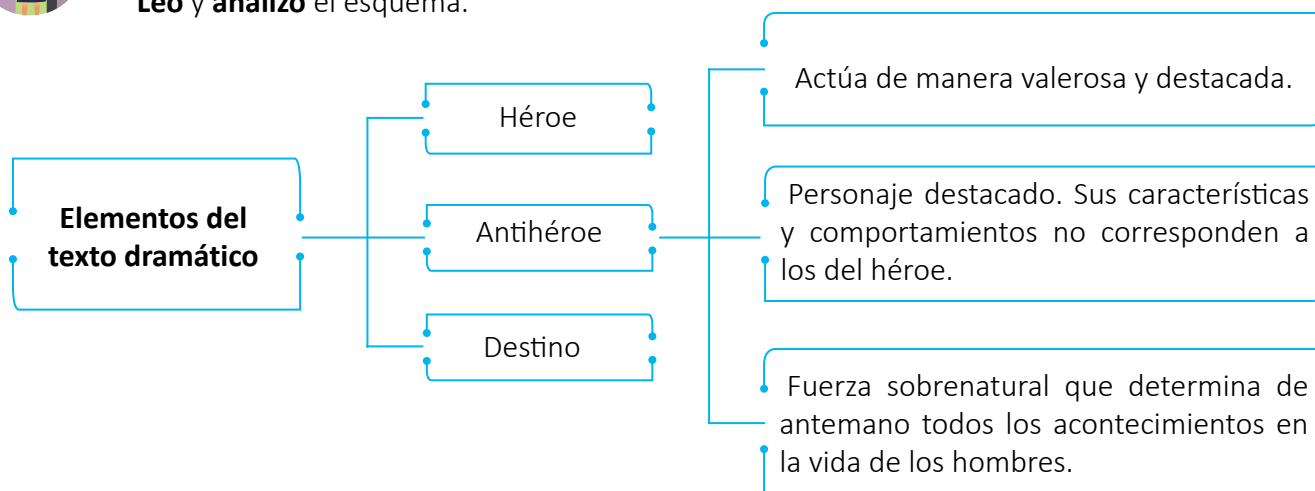 Leo y analizo el esquema.
Elementos del
texto dramático
Héroe
Antihéroe
Destino
Actúa de manera valerosa y destacada.
Personaje destacado. Sus características
y comportamientos no corresponden a
los del héroe.
Fuerza sobrenatural que determina de
antemano todos los acontecimientos en
la vida de los hombres.